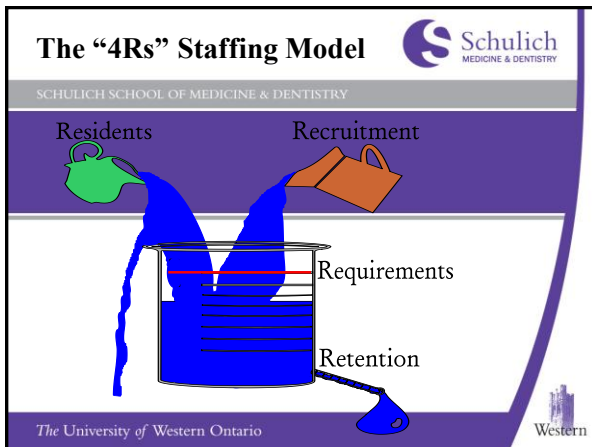 The “4Rs” Staffing Model
Schulich
MEDICINE & DENTISTRY
SCHULICH SCHOOL OF MEDICINE & DENTISTRY
Residents
Recruitment
Requirements
Retention
The University of Western Ontario
Western